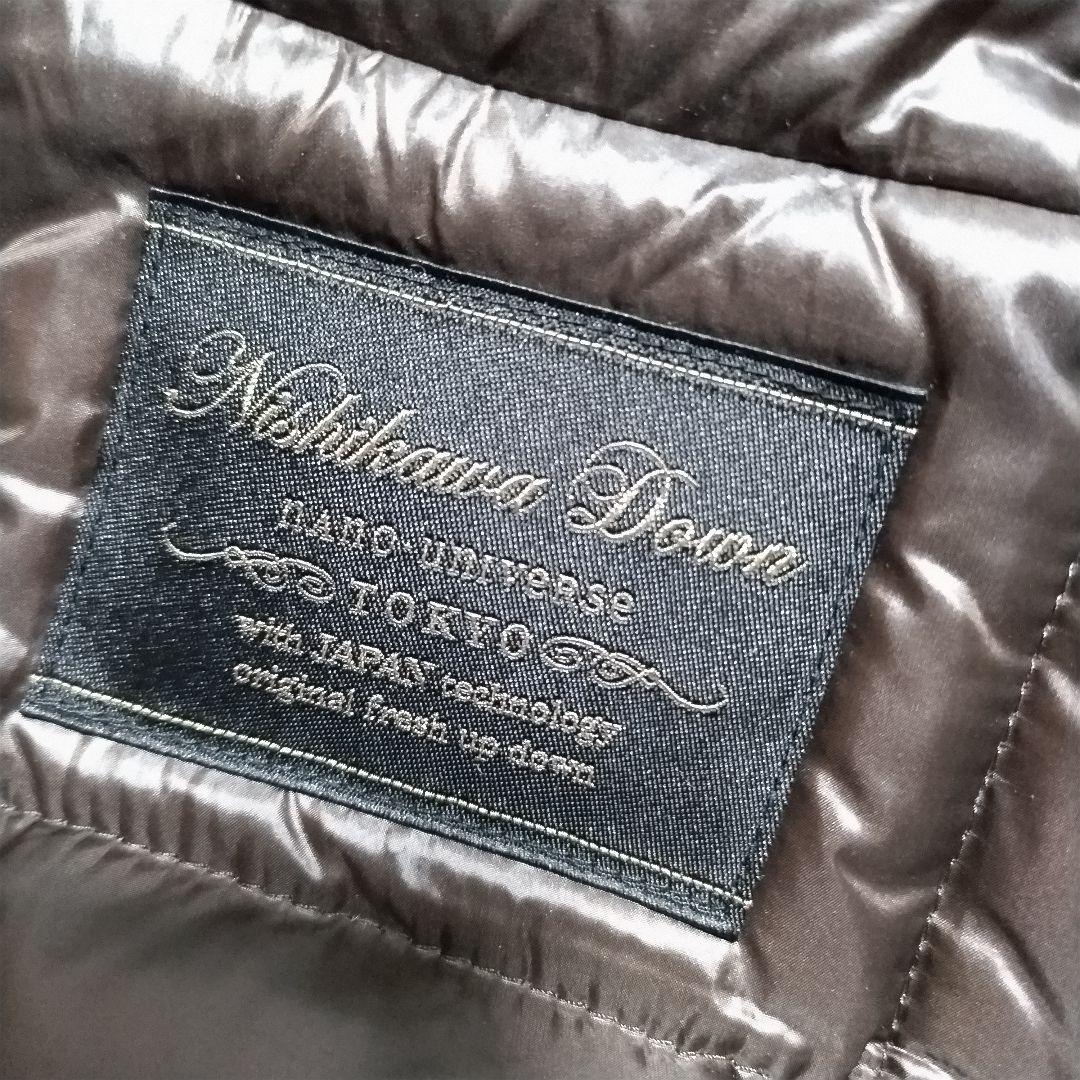 Nishikawa Down
nano·universe
TOKYO
with JAPAN technology
original fresh up down